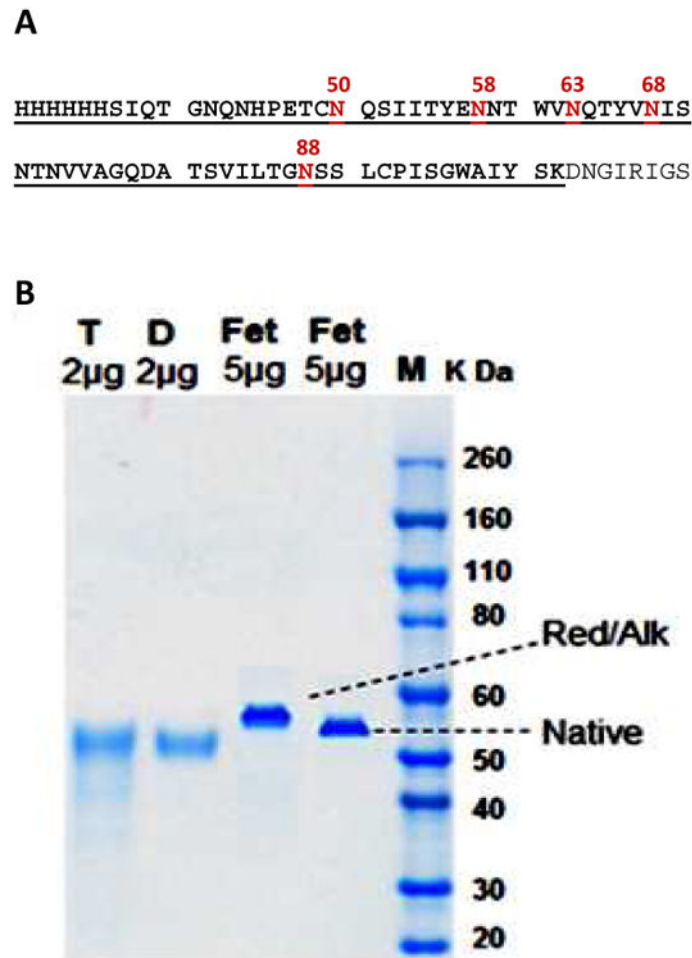 A
50 58 63 68
HHHHHHSIQT GNQNHPETCN QSIITYENNT WVNQTYVNIS
88
NTNVVAGQDA TSVILTGNSS LCPISGWAIY SKDNGIRIGS
B
T D Fet Fet
2µg 2µg 5µg 5µg M K Da
260
160
110
80
Red/Alk
60
Native
50
40
30
20